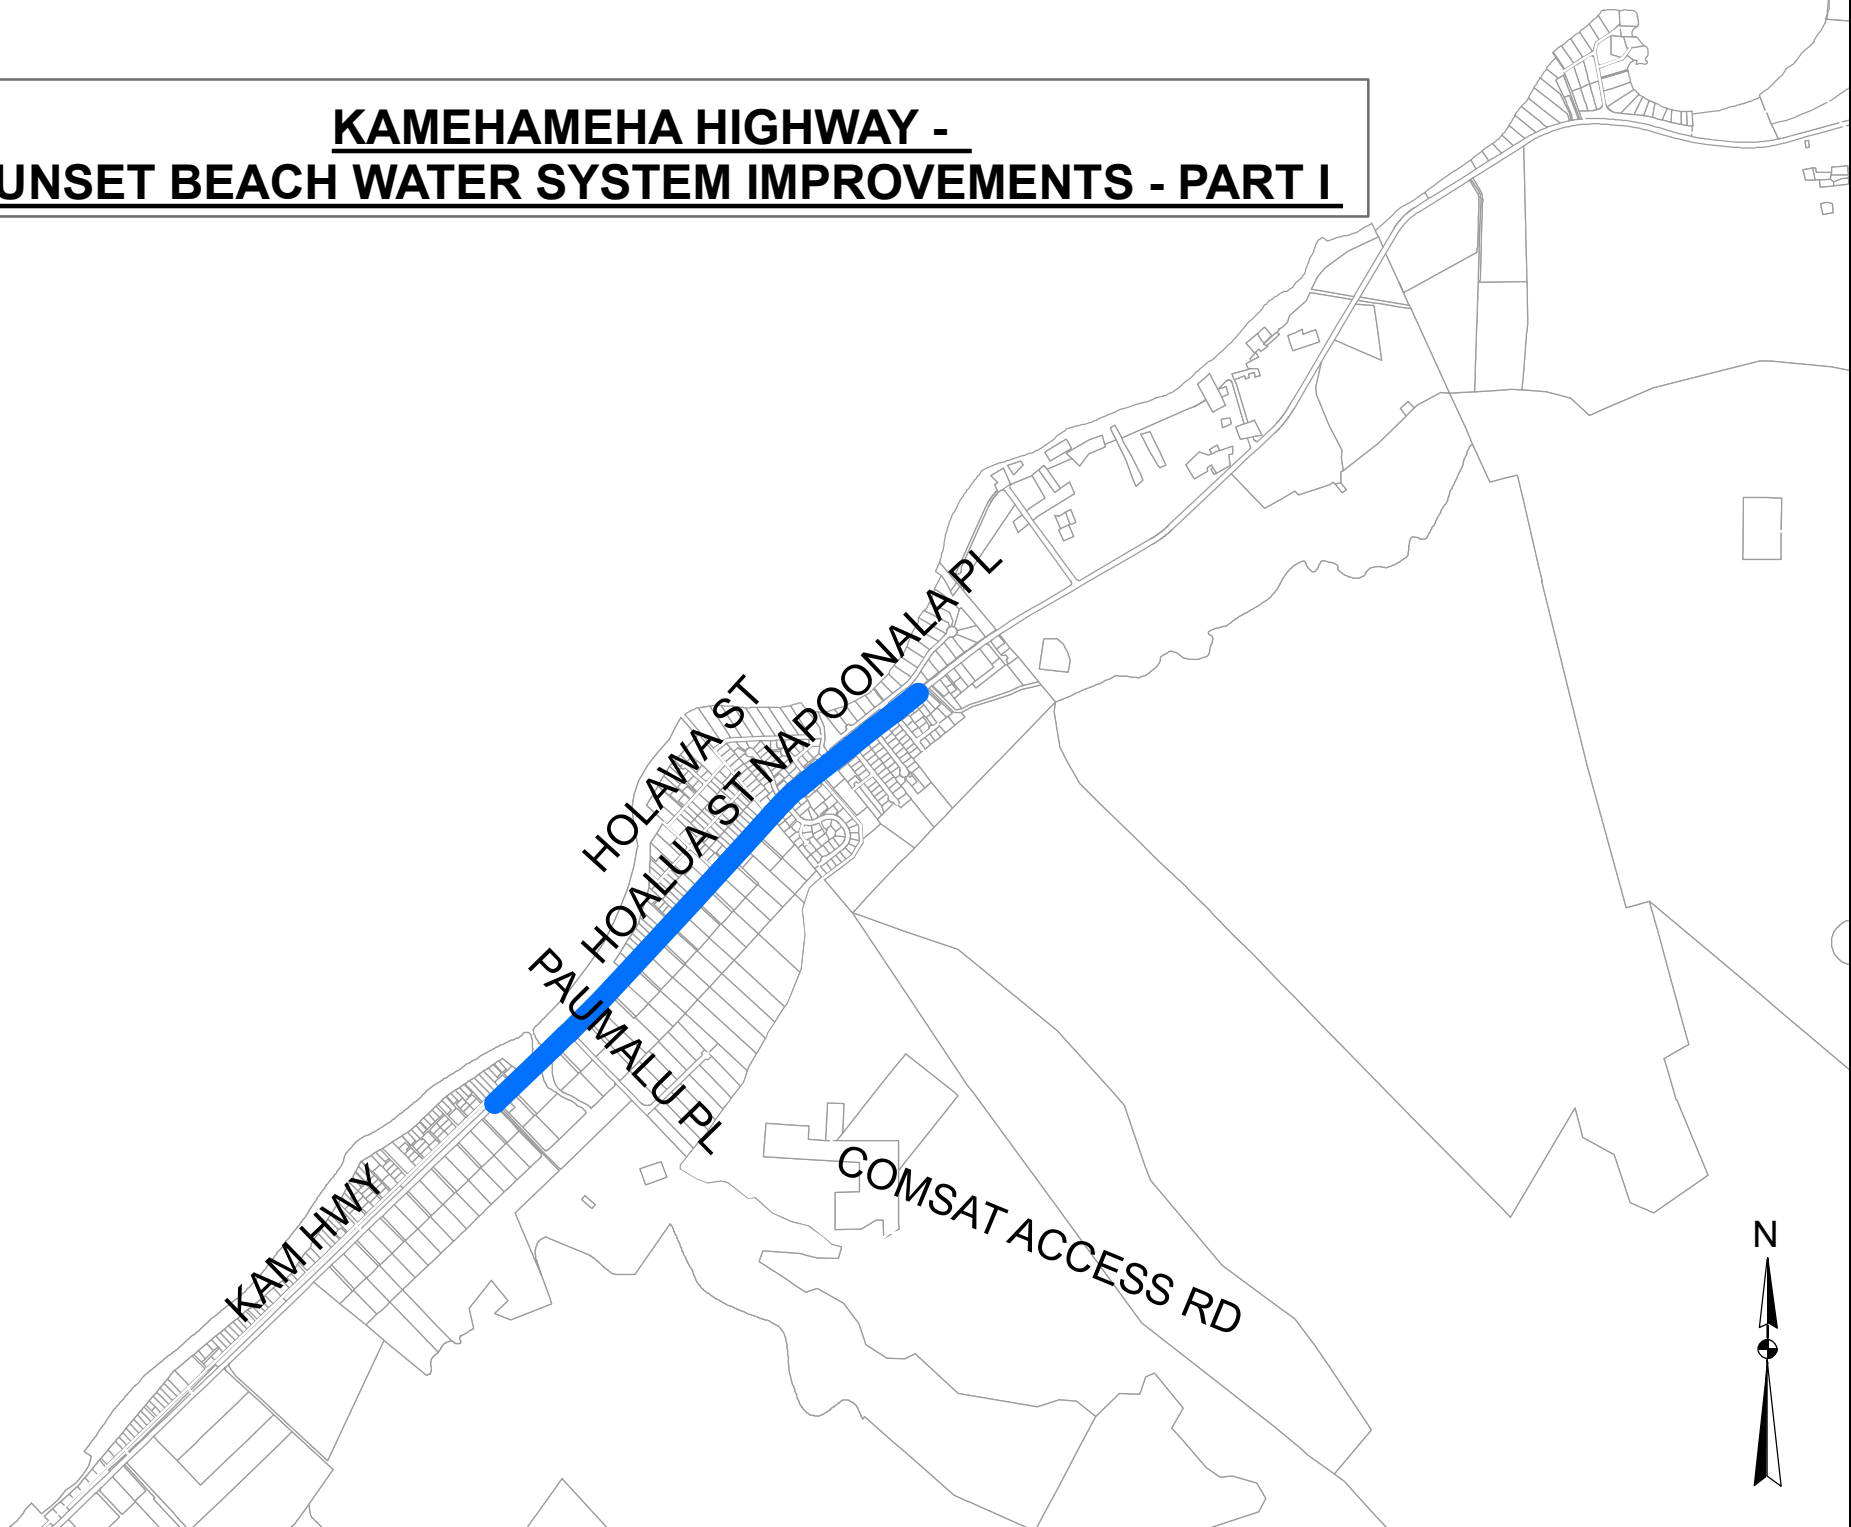 KAMEHAMEHA HIGHWAY -
UNSET BEACH WATER SYSTEM IMPROVEMENTS - PART I
HOLAWA ST
HOALUA ST NAPOONALA PL
PAUMALU PL
KAM HWY
COMSAT ACCESS RD
N